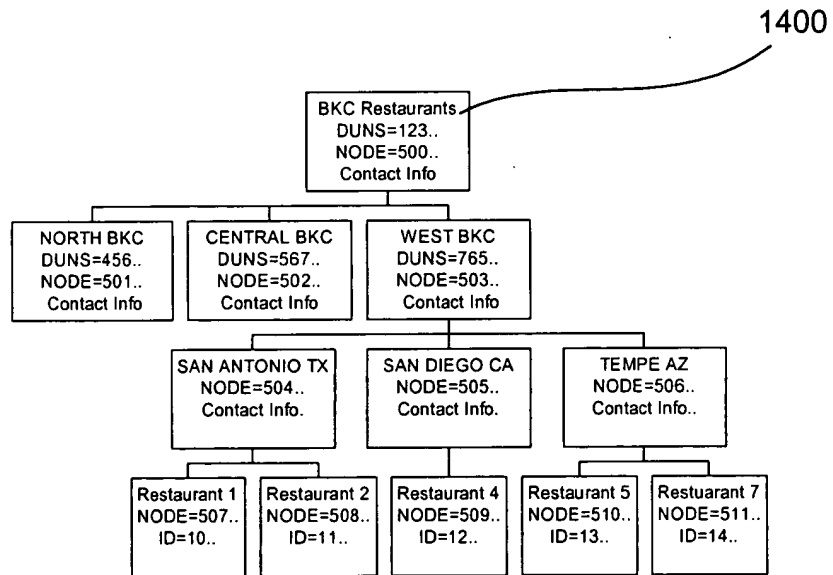 1400
BKC Restaurants
DUNS=123..
NODE=500..
Contact Info
NORTH BKC
DUNS=456..
NODE=501..
Contact Info
CENTRAL BKC
DUNS=567..
NODE=502..
Contact Info
WEST BKC
DUNS=765..
NODE=503..
Contact Info
SAN ANTONIO TX
NODE=504..
Contact Info.
SAN DIEGO CA
NODE=505..
Contact Info.
TEMPE AZ
NODE=506..
Contact Info..
Restaurant 1
NODE=507..
ID=10..
Restaurant 2
NODE=508..
ID=11..
Restaurant 4
NODE=509..
ID=12..
Restaurant 5
NODE=510..
ID=13..
Restuarant 7
NODE=511..
ID=14..